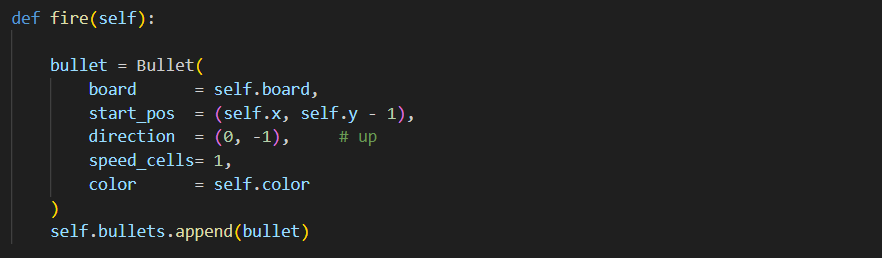 def fire(self):
bullet = Bullet(
board      = self.board,
start_pos  = (self.x, self.y - 1),
direction  = (0, -1),     # up
speed_cells= 1,
color      = self.color
)
self.bullets.append(bullet)